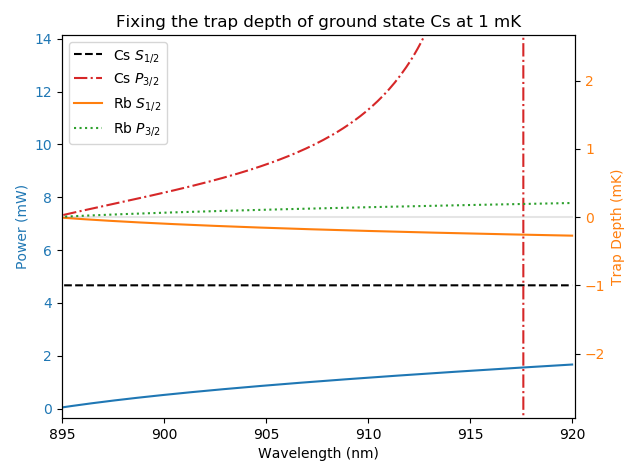 Fixing the trap depth of ground state Cs at 1 mK
Cs S1/2
Cs P3/2
Rb S1/2
Rb P3/2
14
12
10
8
6
4
2
0
Power (mW)
2
1
0
−1
−2
Trap Depth (mK)
895 900 905 910 915 920
Wavelength (nm)